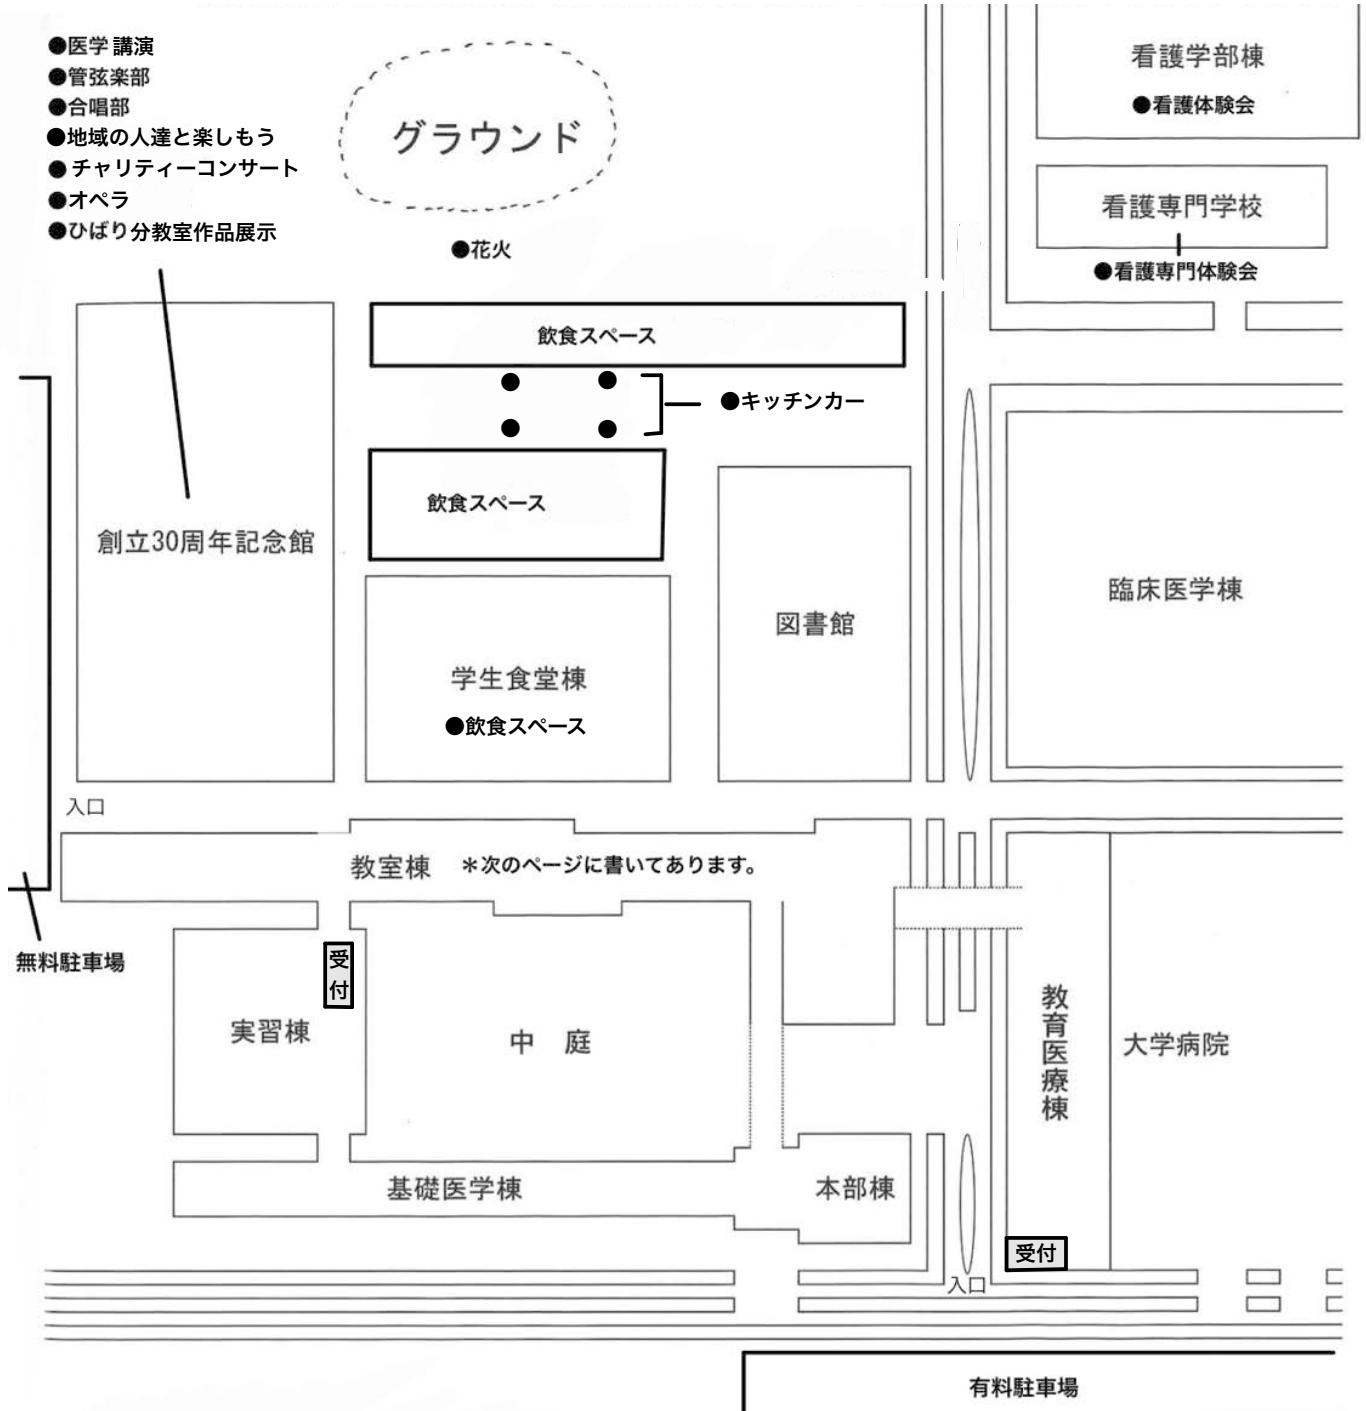 ●医学 講演
●管弦楽部
●合唱部
●地域の人達と楽しもう
●チャリティーコンサート
●オペラ
●ひばり分教室作品展示
グラウンド
●花火
看護学部棟
●看護体験会
看護専門学校
●看護専門体験会
飲食スペース
●キッチンカー
飲食スペース
創立30周年記念館
図書館
臨床医学棟
学生食堂棟
●飲食スペース
入口
教室棟 *次のページに書いてあります。
無料駐車場
受付
実習棟
中 庭
教育医療棟
大学病院
基礎医学棟
本部棟
受付
入口
有料駐車場